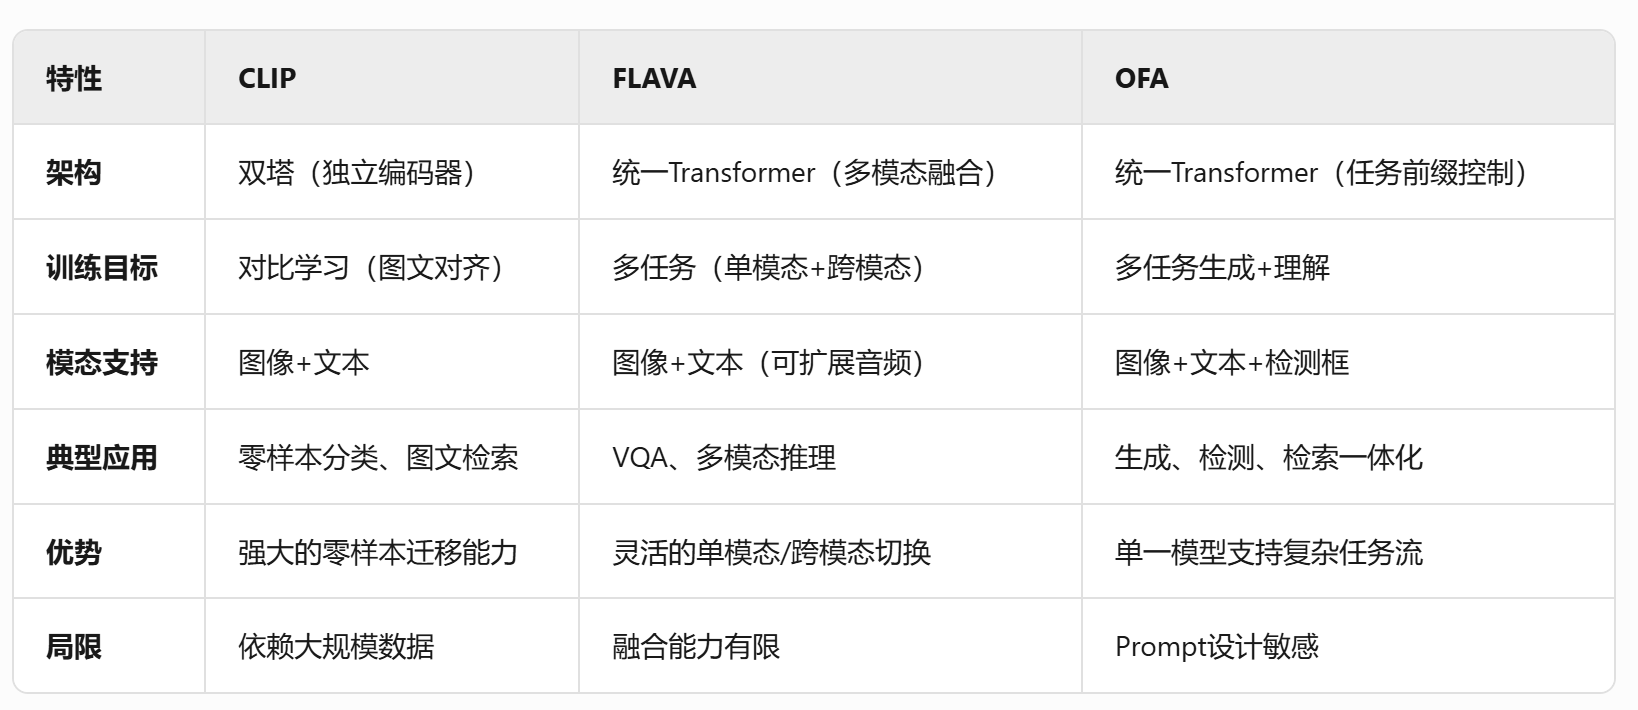 特性 CLIP FLAVA OFA
架构 双塔（独立编码器） 统一Transformer（多模态融合） 统一Transformer（任务前缀控制）
训练目标 对比学习（图文对齐） 多任务（单模态+跨模态） 多任务生成+理解
模态支持 图像+文本 图像+文本（可扩展音频） 图像+文本+检测框
典型应用 零样本分类、图文检索 VQA、多模态推理 生成、检测、检索一体化
优势 强大的零样本迁移能力 灵活的单模态/跨模态切换 单一模型支持复杂任务流
局限 依赖大规模数据 融合能力有限 Prompt设计敏感